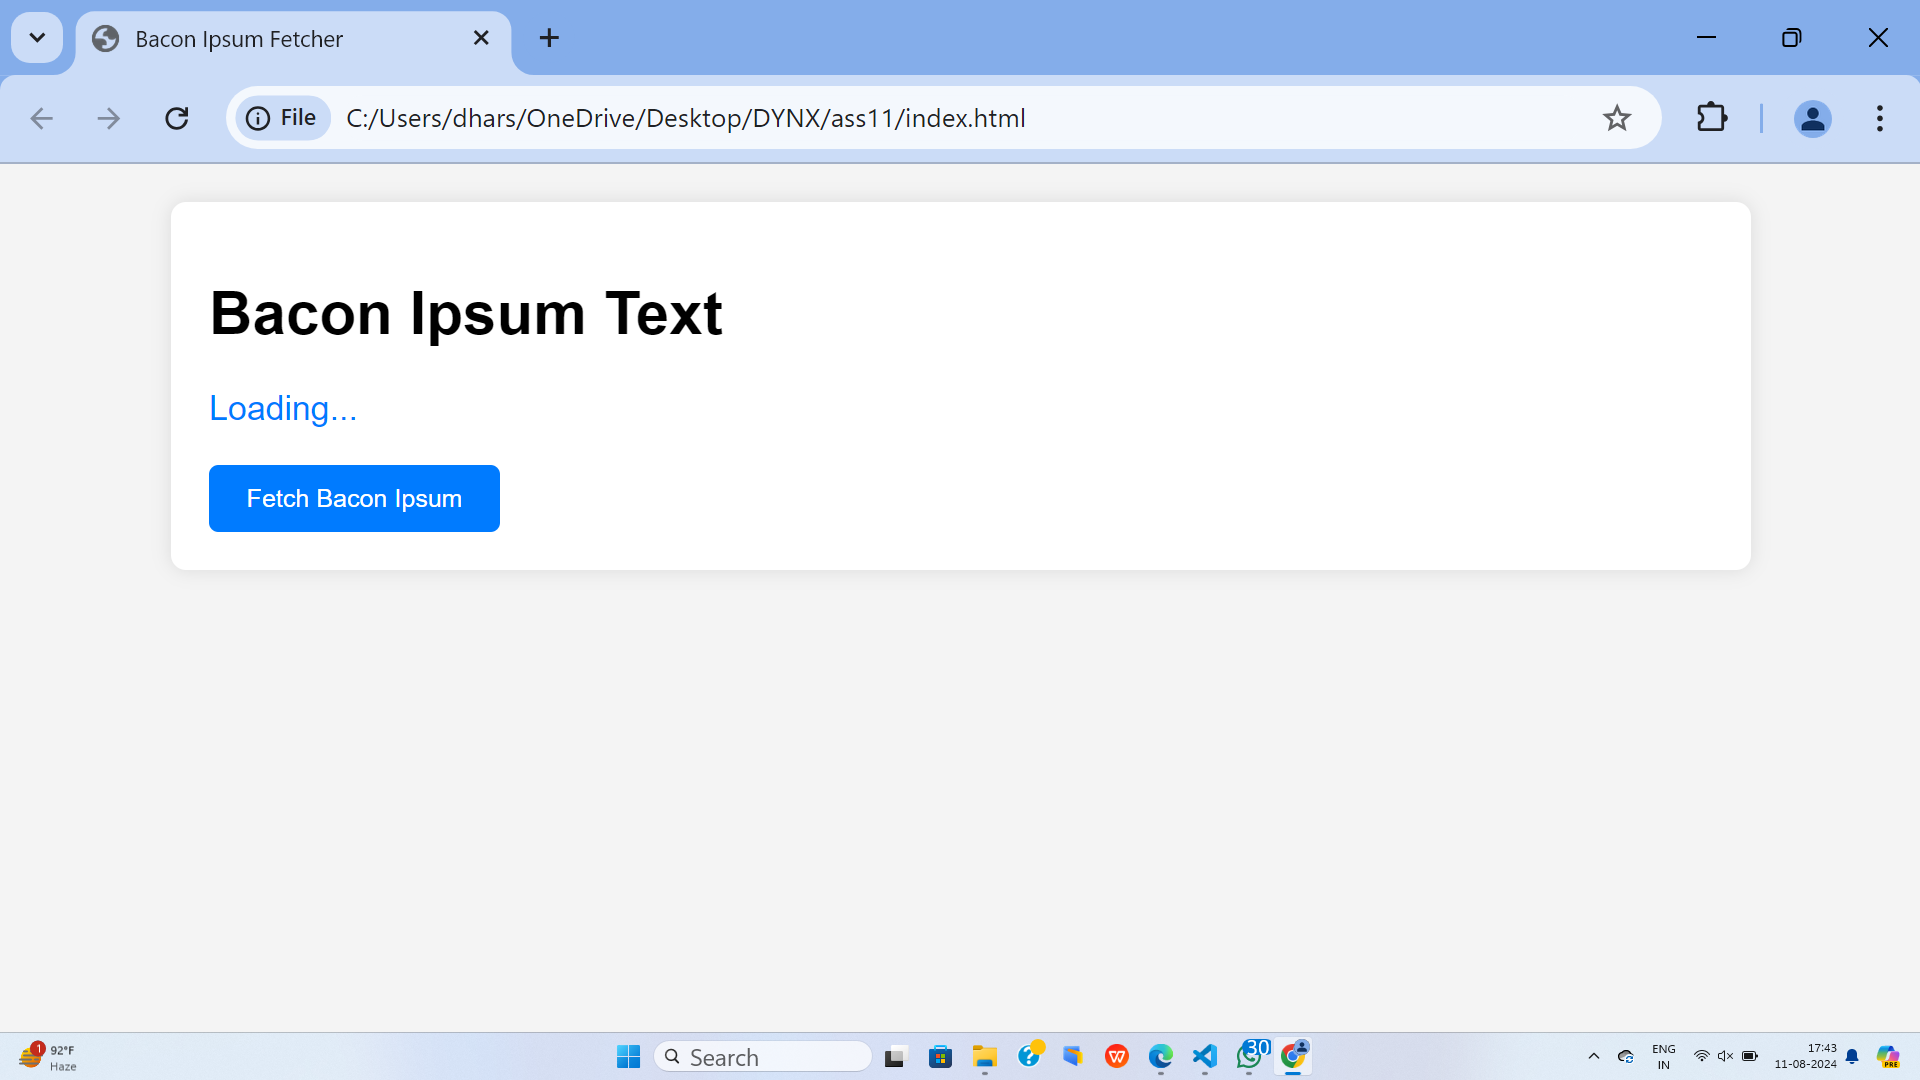 Bacon Ipsum Fetcher
File C:/Users/dhars/OneDrive/Desktop/DYNX/ass11/index.html
Bacon Ipsum Text
Loading...
Fetch Bacon Ipsum
1
92°F
Haze
Search
30
ENG
IN
17:43
11-08-2024
PRE